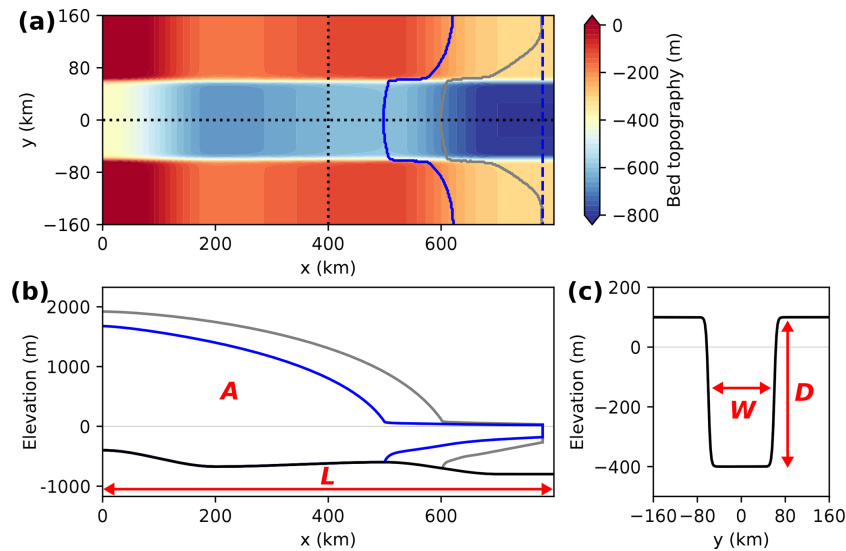 (a)
160
80
0
−80
−160
y (km)
0
200
400
600
x (km)
0
−200
−400
−600
−800
Bed topography (m)
(b)
2000
1000
0
-1000
Elevation (m)
A
L
0
200
400
600
x (km)
(c)
200
0
−200
−400
Elevation (m)
W
D
−160
−80
0
80
160
y (km)